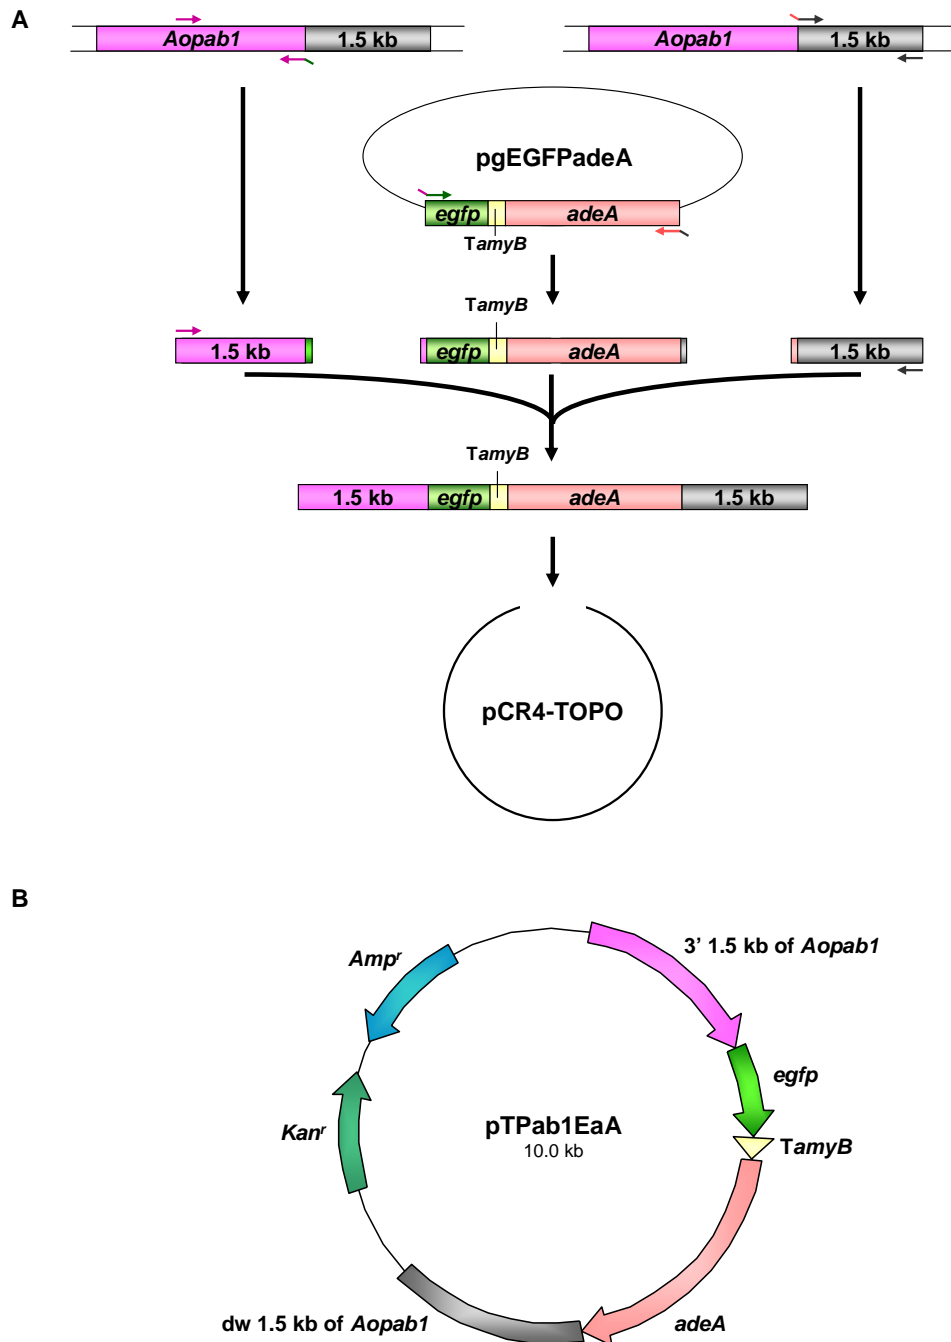 A
Aopab1 1.5 kb
Aopab1 1.5 kb
pgEGFPadeA
egfp adeA
TamyB
TamyB
1.5 kb
egfp adeA
1.5 kb
TamyB
1.5 kb egfp adeA 1.5 kb
pCR4-TOPO
B
3’ 1.5 kb of Aopab1
Ampr
egfp
Kanr
pTPab1EaA
10.0 kb
TamyB
dw 1.5 kb of Aopab1
adeA